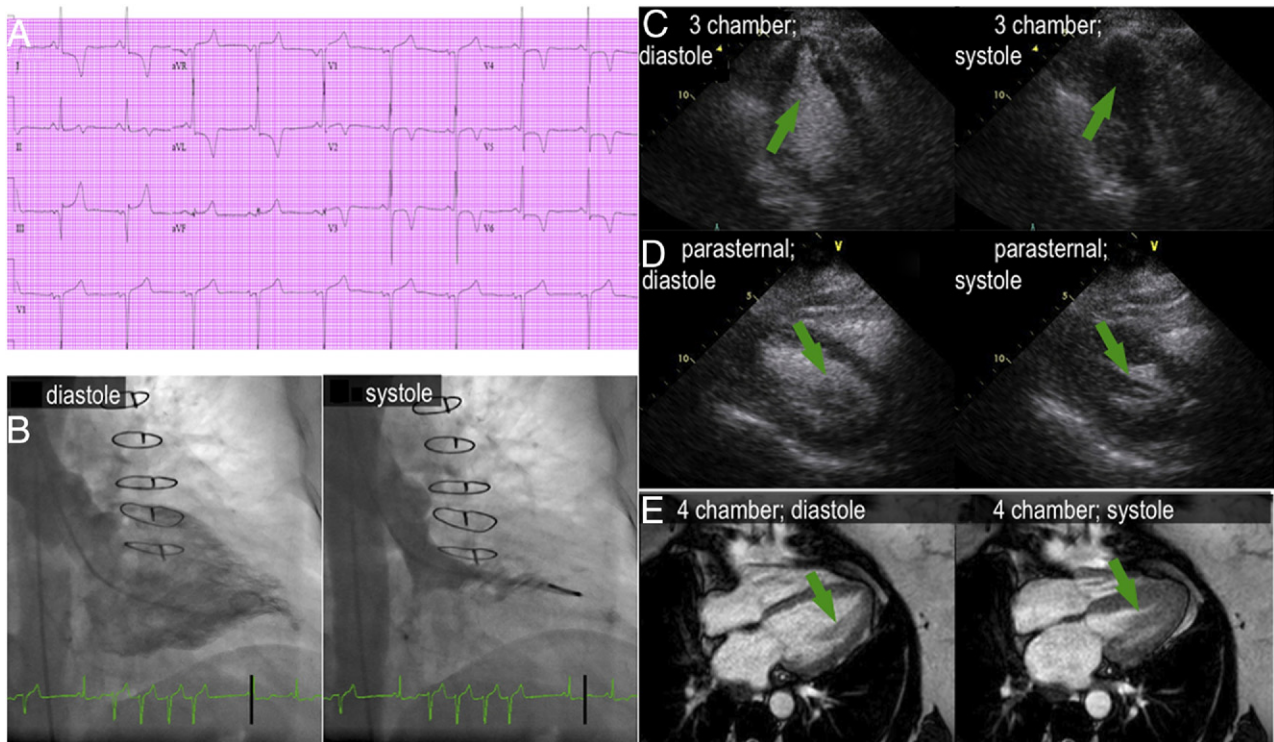 A
I
aVR
V1
V4
II
aVL
V2
V5
III
aVF
V3
V6
V1
B
diastole
systole
C
3 chamber;
diastole
10
3 chamber;
systole
10
D
parasternal;
diastole
V
5
10
parasternal;
systole
V
5
10
E
4 chamber; diastole
4 chamber; systole